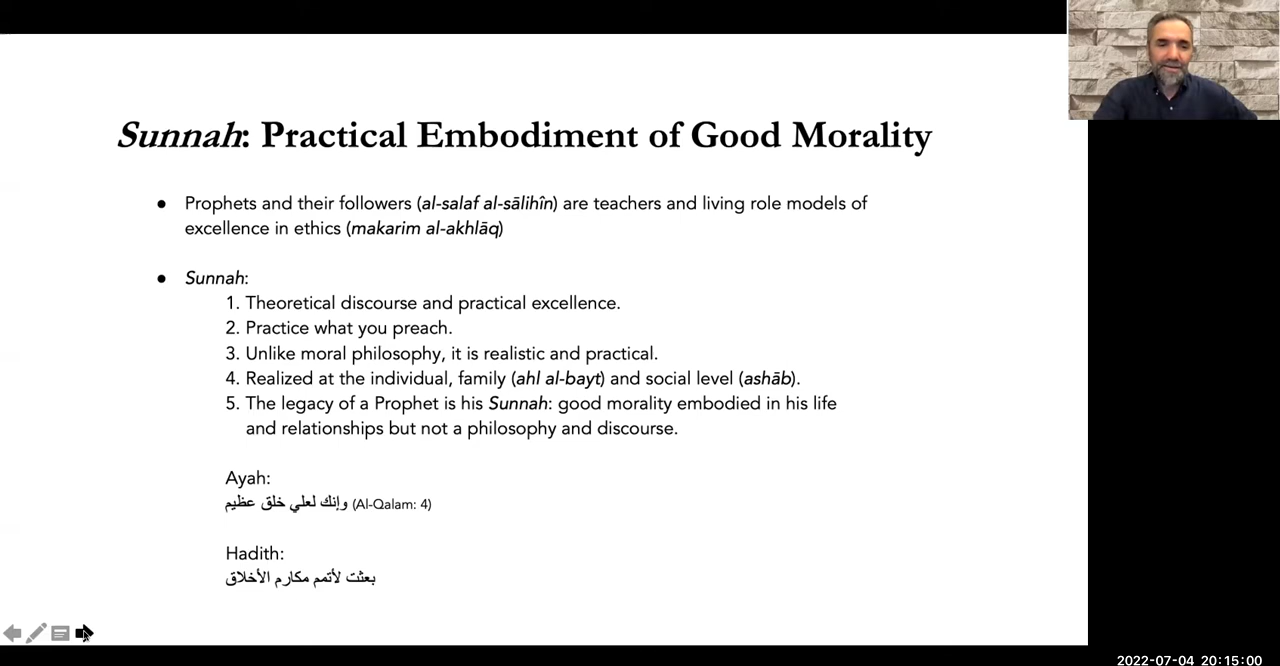 Sunnah: Practical Embodiment of Good Morality
● Prophets and their followers (al-salaf al-sālihîn) are teachers and living role models of
excellence in ethics (makarim al-akhlāq)
● Sunnah:
1. Theoretical discourse and practical excellence.
2. Practice what you preach.
3. Unlike moral philosophy, it is realistic and practical.
4. Realized at the individual, family (ahl al-bayt) and social level (ashāb).
5. The legacy of a Prophet is his Sunnah: good morality embodied in his life
and relationships but not a philosophy and discourse.
Ayah:
وإنك لعلي خلق عظيم (Al-Qalam: 4)
Hadith:
بعثت لأتمم مكارم الأخلاق
2022-07-04 20:15:00